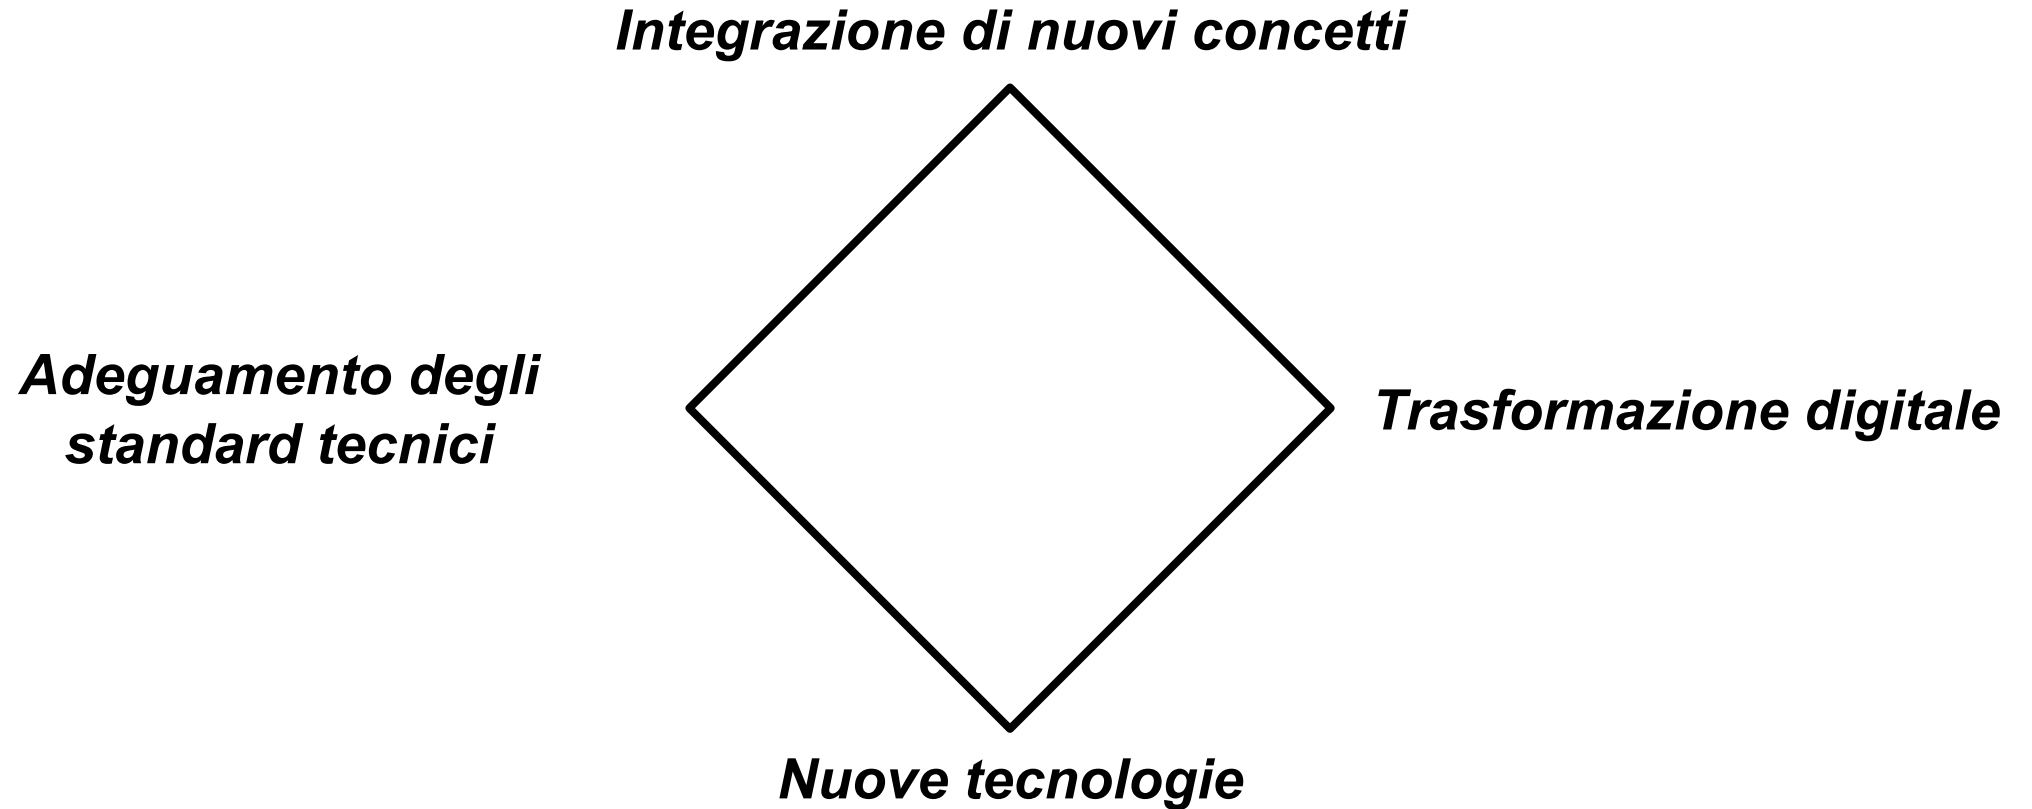 Integrazione di nuovi concetti
Adeguamento degli
standard tecnici
Trasformazione digitale
Nuove tecnologie